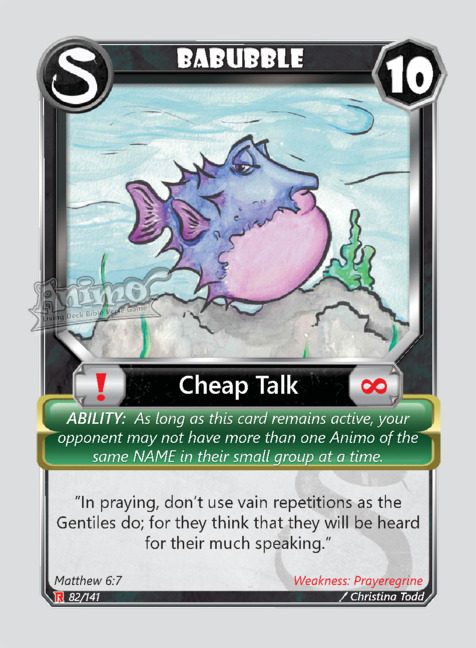 S
BABUBBLE
10
Animo
Living Deck Bible Verse Game
!
Cheap Talk
∞
ABILITY: As long as this card remains active, your
opponent may not have more than one Animo of the
same NAME in their small group at a time.
"In praying, don't use vain repetitions as the
Gentiles do; for they think that they will be heard
for their much speaking."
Matthew 6:7
Weakness: Prayeregrine
R 82/141
Christina Todd